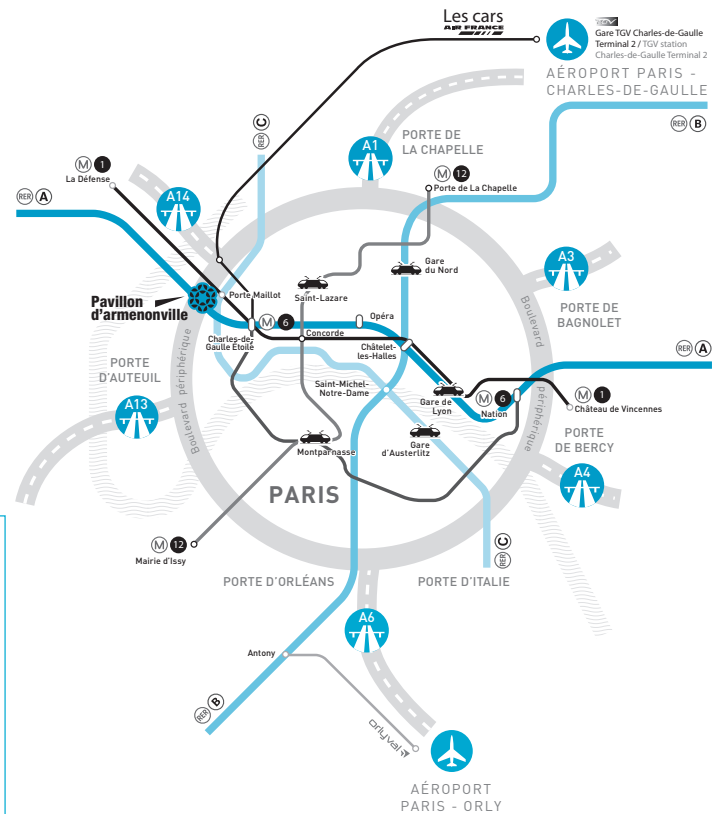 Les cars
AIR FRANCE
TGV
Gare TGV Charles-de-Gaulle
Terminal 2 / TGV station
Charles-de-Gaulle Terminal 2
AÉROPORT PARIS -
CHARLES-DE-GAULLE
RER B
RER C
A1
PORTE DE
LA CHAPELLE
M 12
Porte de La Chapelle
M 1
La Défense
RER A
A14
Gare
du Nord
A3
PORTE DE
BAGNOLET
Boulevard
Pavillon
d'armenonville
Porte Maillot
Saint-Lazare
M 6
Opéra
Charles-de-
Gaulle Étoile
Concorde
Châtelet-
les-Halles
RER A
PORTE
D'AUTEUIL
Boulevard périphérique
Saint-Michel-
Notre-Dame
Gare de
Lyon
M 6
Nation
M 1
Château de Vincennes
périphérique
A13
Montparnasse
Gare
d'Austerlitz
PORTE
DE BERCY
A4
PARIS
M 12
Mairie d'Issy
RER C
PORTE D'ORLÉANS
PORTE D'ITALIE
A6
Antony
RER B
orlyval
AÉROPORT
PARIS - ORLY